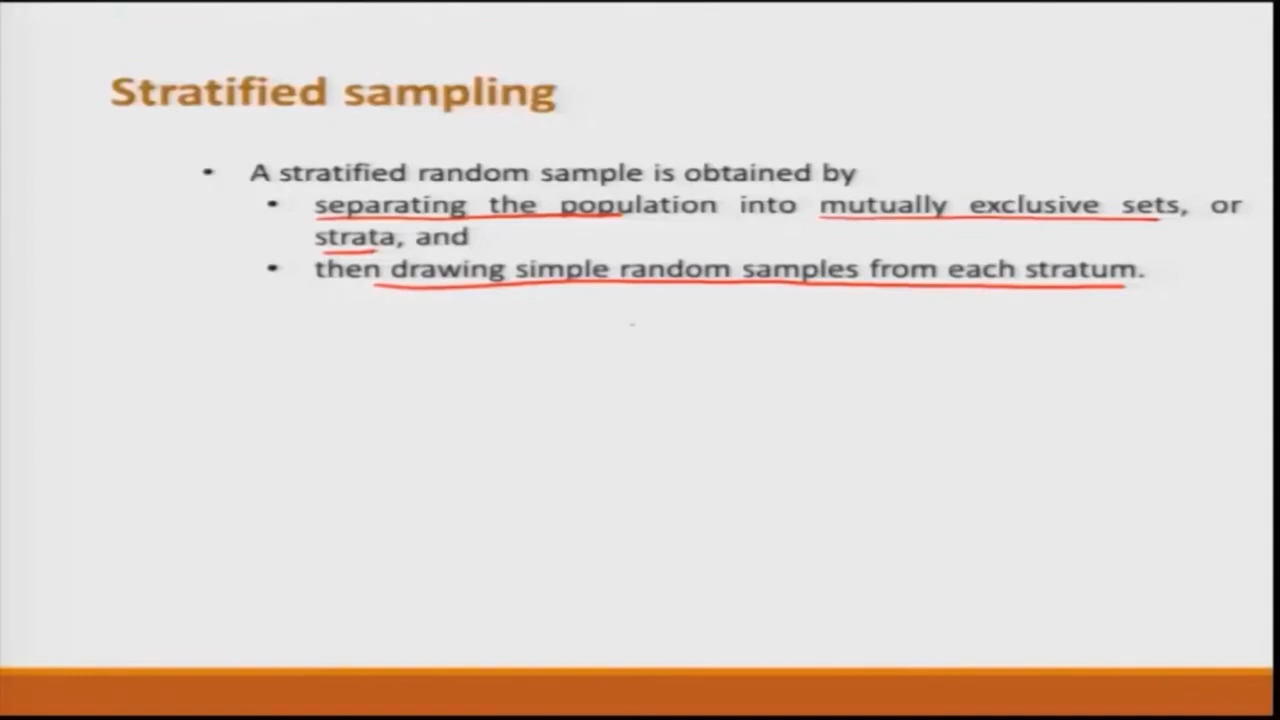 Stratified sampling
• A stratified random sample is obtained by
• separating the population into mutually exclusive sets, or
strata, and
• then drawing simple random samples from each stratum.